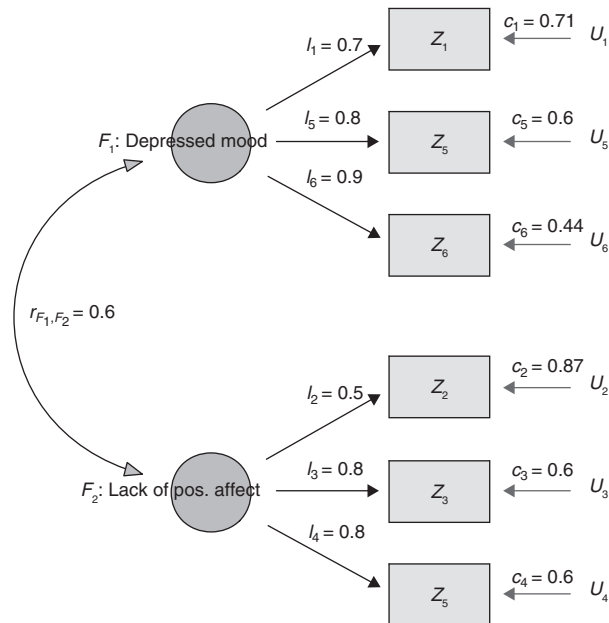 c₁ = 0.71
l₁ = 0.7
Z₁
U₁
l₅ = 0.8
c₅ = 0.6
F₁: Depressed mood
Z₅
U₅
l₆ = 0.9
c₆ = 0.44
Z₆
U₆
r_F₁,F₂ = 0.6
c₂ = 0.87
l₂ = 0.5
Z₂
U₂
l₃ = 0.8
c₃ = 0.6
F₂: Lack of pos. affect
Z₃
U₃
l₄ = 0.8
c₄ = 0.6
Z₅
U₄